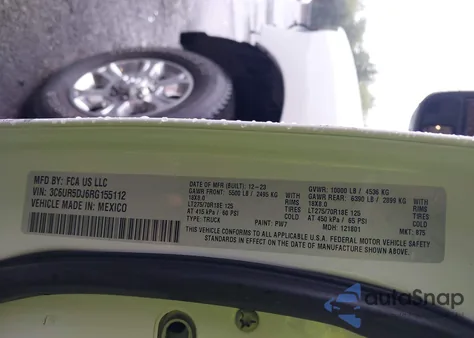 MFD BY: FCA US LLC
VIN: 3C6UR5DJ6RG155112
VEHICLE MADE IN: MEXICO
DATE OF MFR (BUILT): 12-23
GAWR FRONT: 5500 LB / 2495 KG
18X8.0
LT275/70R18E 125
AT 415 kPa / 60 PSI
TYPE: TRUCK
PAINT: PW7
WITH
RIMS
TIRES
COLD
GVWR: 10000 LB / 4536 KG
GAWR REAR: 6390 LB / 2898 KG
18X8.0
LT275/70R18E 125
AT 450 kPa / 65 PSI
MDH: 121801
WITH
RIMS
TIRES
COLD
MKT: 875
THIS VEHICLE CONFORMS TO ALL APPLICABLE U.S.A. FEDERAL MOTOR VEHICLE SAFETY STANDARDS IN EFFECT ON THE DATE OF MANUFACTURE SHOWN ABOVE.
autoSnap